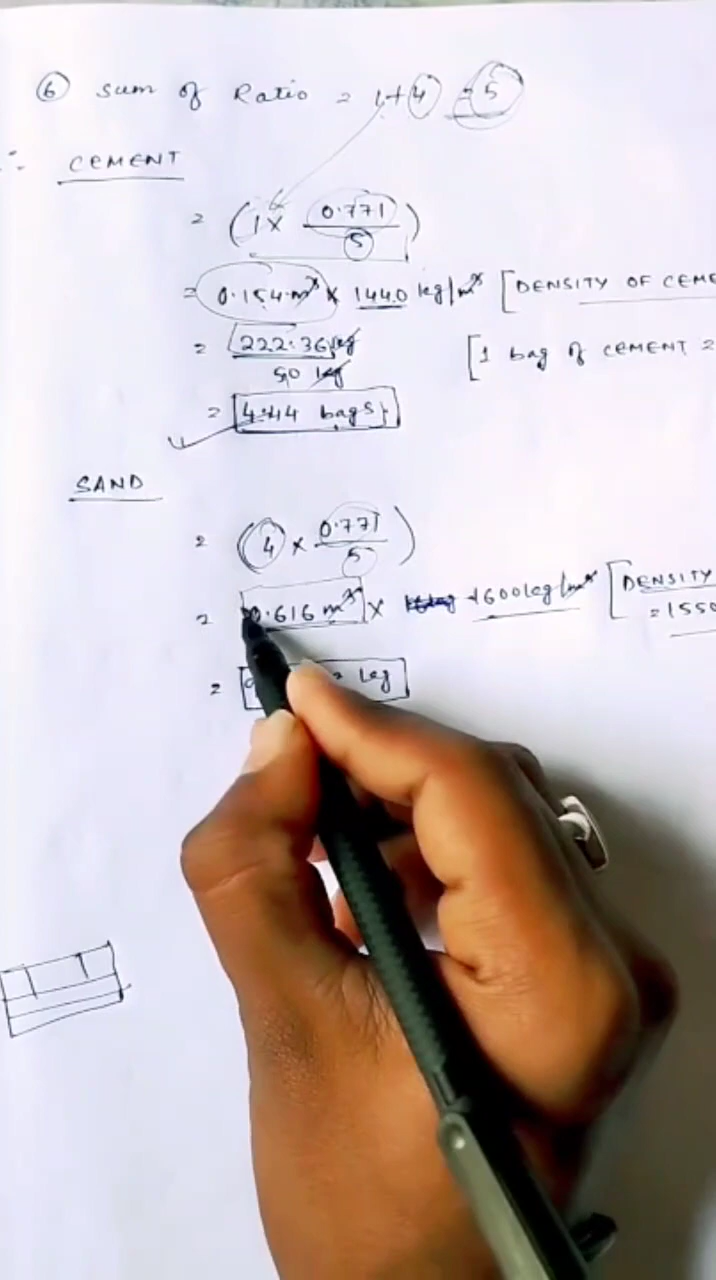 ⑥ Sum of Ratio = 1+4 = 5
∴ CEMENT
= (1 x 0.771/5)
= 0.154 m³ x 1440 kg/m³ [DENSITY OF CEME
= 222.36 kg / 50 kg [1 bag of CEMENT =
= 4.44 bags
SAND
= (4 x 0.771/5)
= 0.616 m³ x 1600 kg/m³ [DENSITY
= 1550
= kg